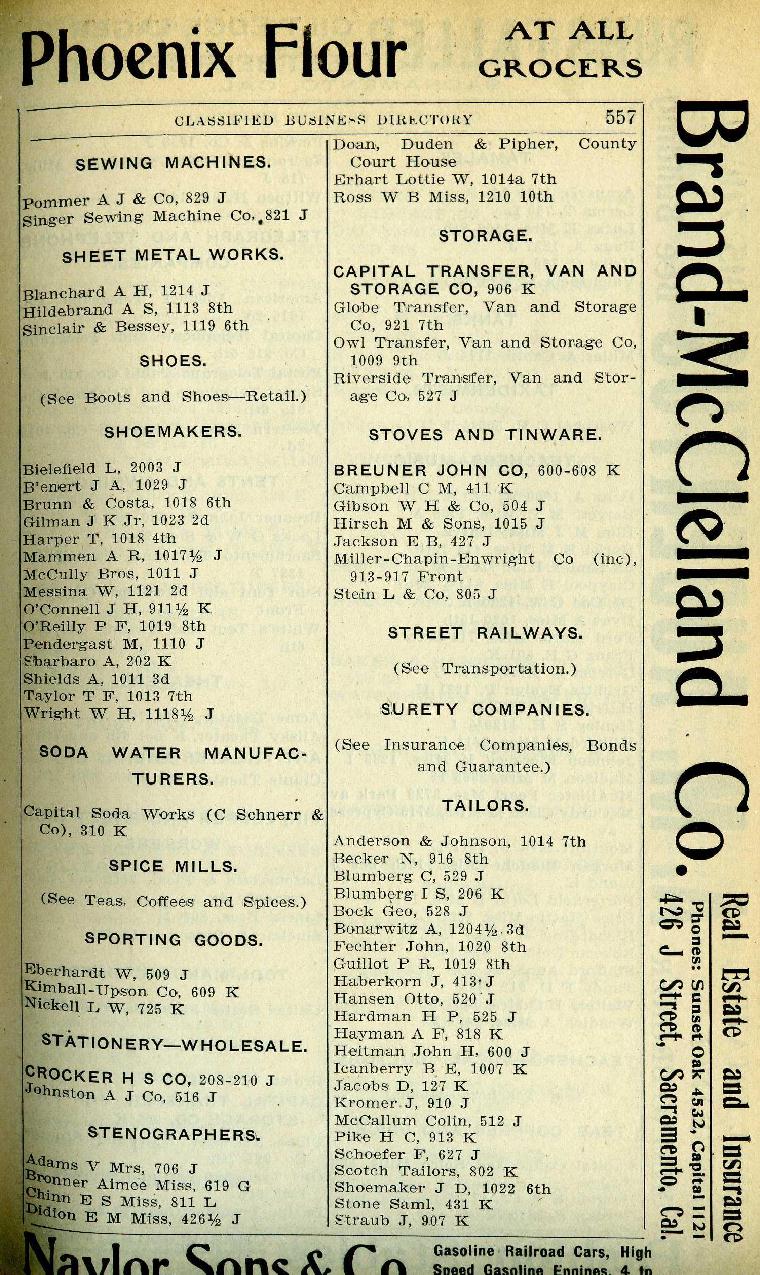 Phoenix Flour
AT ALL
GROCERS
CLASSIFIED BUSINESS DIRECTORY 557
SEWING MACHINES.
Pommer A J & Co, 829 J
Singer Sewing Machine Co, 821 J
SHEET METAL WORKS.
Blanchard A H, 1214 J
Hildebrand A S, 1113 8th
Sinclair & Bessey, 1119 6th
SHOES.
(See Boots and Shoes—Retail.)
SHOEMAKERS.
Bielefield L, 2003 J
B'enert J A, 1029 J
Brunn & Costa, 1018 6th
Gilman J K Jr, 1023 2d
Harper T, 1018 4th
Mammen A R, 1017½ J
McCully Bros, 1011 J
Messina W, 1121 2d
O'Connell J H, 911½ K
O'Reilly P F, 1019 8th
Pendergast M, 1110 J
Sbarbaro A, 202 K
Shields A, 1011 3d
Taylor T F, 1013 7th
Wright W H, 1118½ J
SODA WATER MANUFAC-
TURERS.
Capital Soda Works (C Schnerr &
Co), 310 K
SPICE MILLS.
(See Teas, Coffees and Spices.)
SPORTING GOODS.
Eberhardt W, 509 J
Kimball-Upson Co, 609 K
Nickell L W, 725 K
STATIONERY—WHOLESALE.
CROCKER H S CO, 208-210 J
Johnston A J Co, 516 J
STENOGRAPHERS.
Adams V Mrs, 706 J
Bronner Aimee Miss, 619 G
Chinn E S Miss, 811 L
Didion E M Miss, 426½ J
Doan, Duden & Pipher, County
Court House
Erhart Lottie W, 1014a 7th
Ross W B Miss, 1210 10th
STORAGE.
CAPITAL TRANSFER, VAN AND
STORAGE CO, 906 K
Globe Transfer, Van and Storage
Co, 921 7th
Owl Transfer, Van and Storage Co,
1009 9th
Riverside Transfer, Van and Stor-
age Co, 527 J
STOVES AND TINWARE.
BREUNER JOHN CO, 600-608 K
Campbell C M, 411 K
Gibson W H & Co, 504 J
Hirsch M & Sons, 1015 J
Jackson E B, 427 J
Miller-Chapin-Enwright Co (inc),
913-917 Front
Stein L & Co, 805 J
STREET RAILWAYS.
(See Transportation.)
SURETY COMPANIES.
(See Insurance Companies, Bonds
and Guarantee.)
TAILORS.
Anderson & Johnson, 1014 7th
Becker N, 916 8th
Blumberg C, 529 J
Blumberg I S, 206 K
Bock Geo, 528 J
Bonarwitz A, 1204½ 3d
Fechter John, 1020 8th
Guillot P R, 1019 8th
Haberkorn J, 413 J
Hansen Otto, 520 J
Hardman H P, 525 J
Hayman A F, 818 K
Heitman John H, 600 J
Icanberry B E, 1007 K
Jacobs D, 127 K
Kromer J, 910 J
McCallum Colin, 512 J
Pike H C, 913 K
Schoefer F, 627 J
Scotch Tailors, 802 K
Shoemaker J D, 1022 6th
Stone Saml, 431 K
Straub J, 907 K
Brand-McClelland Co.
Real Estate and Insurance
Phones: Sunset Oak 4532, Capital 1121
426 J Street, Sacramento, Cal.
Naylor Sons & Co
Gasoline Railroad Cars, High
Speed Gasoline Engines, 4 to